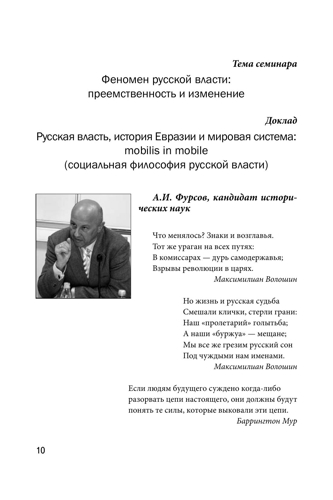 Тема семинара
Феномен русской власти:
преемственность и изменение
Доклад
Русская власть, история Евразии и мировая система:
mobilis in mobile
(социальная философия русской власти)
А.И. Фурсов, кандидат истори-
ческих наук
Что менялось? Знаки и возглавья.
Тот же ураган на всех путях:
В комиссарах — дурь самодержавья;
Взрывы революции в царях.
Максимилиан Волошин
Но жизнь и русская судьба
Смешали клички, стерли грани:
Наш «пролетарий» голытьба;
А наши «буржуа» — мещане;
Мы все же грезим русский сон
Под чуждыми нам именами.
Максимилиан Волошин
Если людям будущего суждено когда-либо
разорвать цепи настоящего, они должны будут
понять те силы, которые выковали эти цепи.
Баррингтон Мур
10